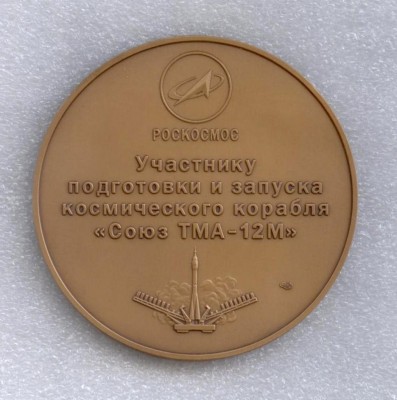 РОСКОСМОС
Участнику
подготовки и запуска
космического корабля
«Союз ТМА-12М»